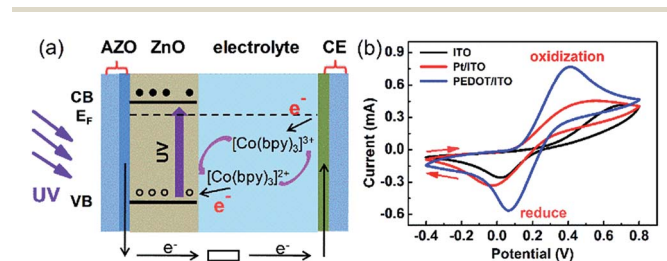 (a)
AZO ZnO electrolyte CE
CB
E_F
UV
UV
VB
e⁻
[Co(bpy)₃]³⁺
[Co(bpy)₃]²⁺
e⁻
e⁻
e⁻
(b)
ITO
Pt/ITO
PEDOT/ITO
oxidization
reduce
Current (mA)
0.9
0.6
0.3
0.0
-0.3
-0.6
-0.4 -0.2 0.0 0.2 0.4 0.6 0.8
Potential (V)